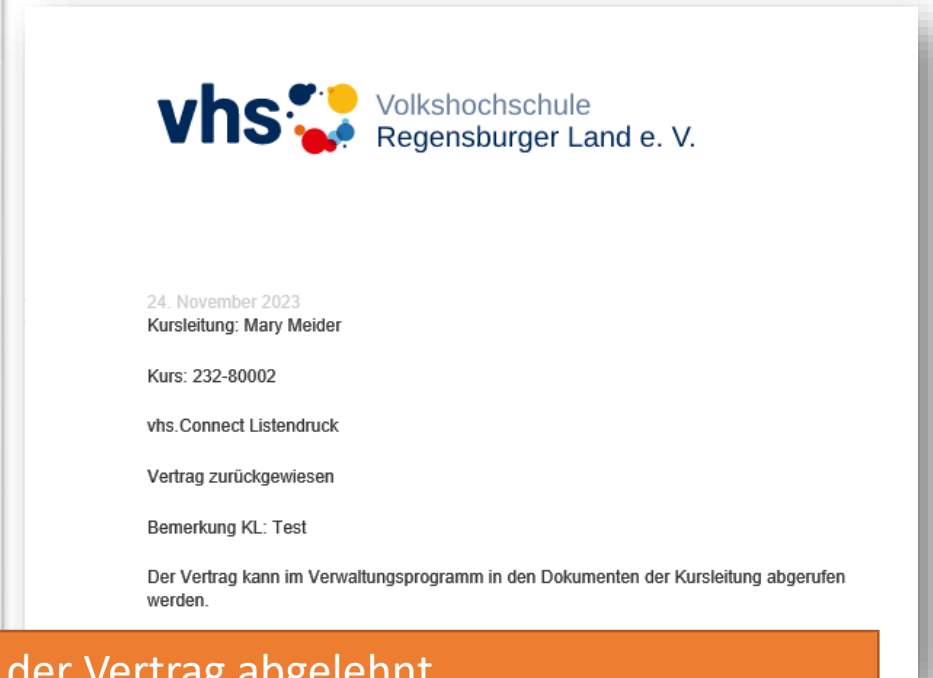 vhs
Volkshochschule
Regensburger Land e. V.
24. November 2023
Kursleitung: Mary Meider
Kurs: 232-80002
vhs.Connect Listendruck
Vertrag zurückgewiesen
Bemerkung KL: Test
Der Vertrag kann im Verwaltungsprogramm in den Dokumenten der Kursleitung abgerufen
werden.
der Vertrag abgelehnt